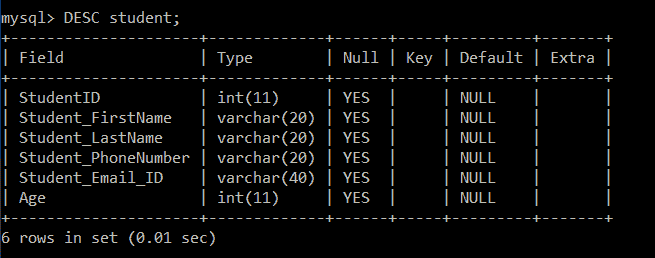 mysql> DESC student;
+---------------------+-------------+------+-----+---------+-------+
| Field               | Type        | Null | Key | Default | Extra |
+---------------------+-------------+------+-----+---------+-------+
| StudentID           | int(11)     | YES  |     | NULL    |       |
| Student_FirstName   | varchar(20) | YES  |     | NULL    |       |
| Student_LastName    | varchar(20) | YES  |     | NULL    |       |
| Student_PhoneNumber | varchar(20) | YES  |     | NULL    |       |
| Student_Email_ID    | varchar(40) | YES  |     | NULL    |       |
| Age                 | int(11)     | YES  |     | NULL    |       |
+---------------------+-------------+------+-----+---------+-------+
6 rows in set (0.01 sec)